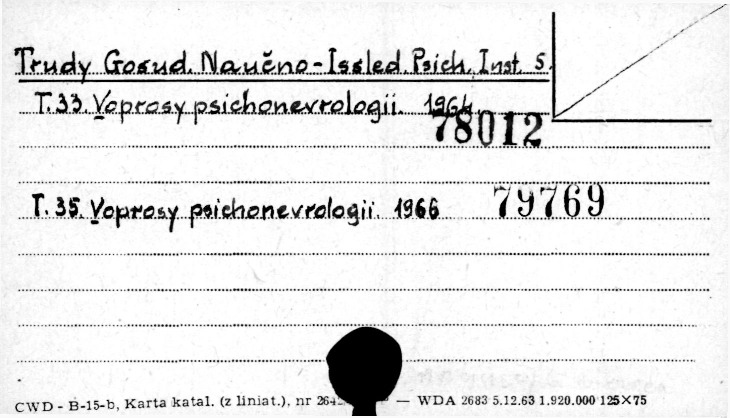 Trudy Gosud. Naučno-Issled. Psich. Inst. 5.
T.33. Voprosy psichonevrologii. 1964.
78012
T.35. Voprosy psichonevrologii. 1966 79769
CWD - B-15-b, Karta katal. (z liniat.), nr — WDA 2683 5.12.63 1.920.000 125×75